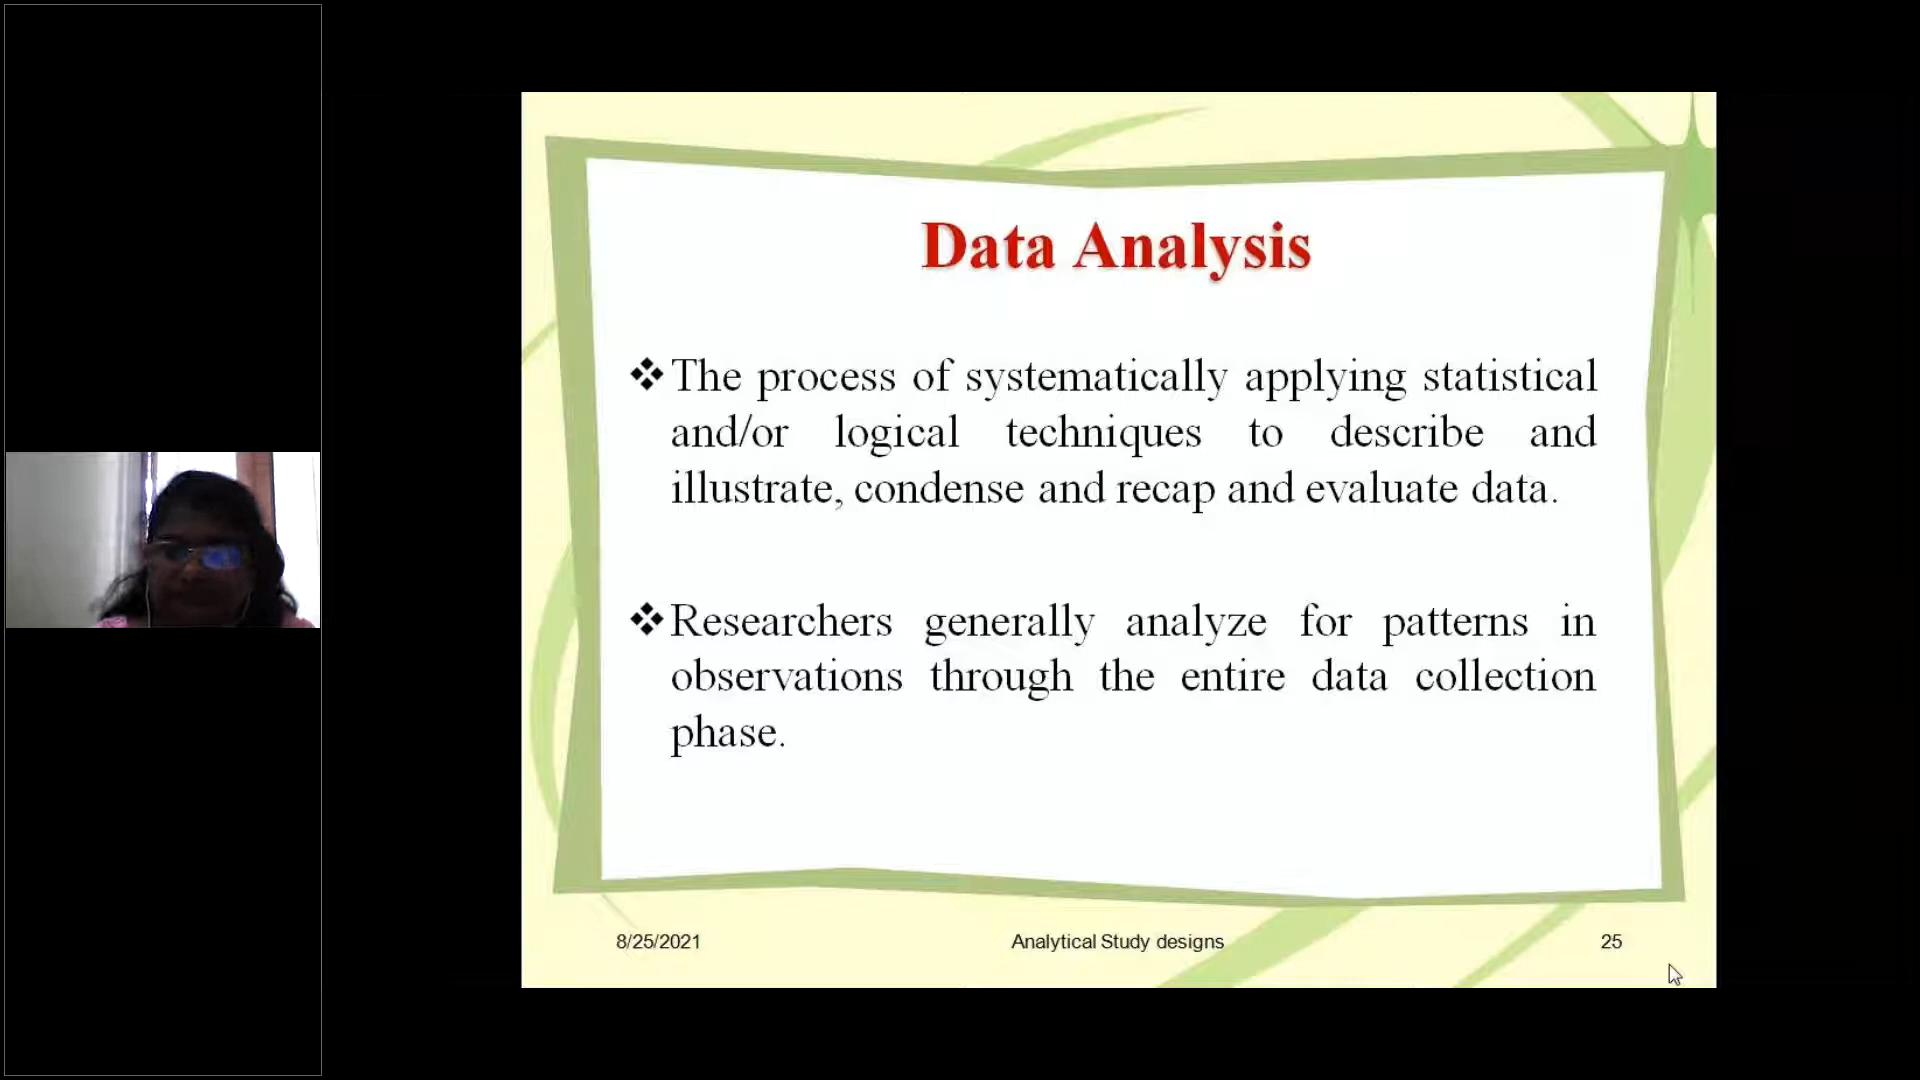 Data Analysis
The process of systematically applying statistical
and/or logical techniques to describe and
illustrate, condense and recap and evaluate data.
Researchers generally analyze for patterns in
observations through the entire data collection
phase.
8/25/2021
Analytical Study designs
25